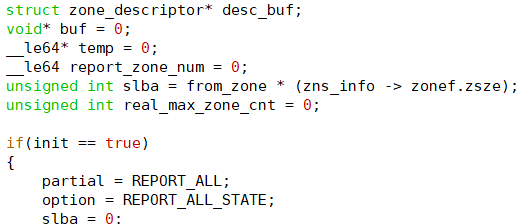 struct zone_descriptor* desc_buf;
void* buf = 0;
__le64* temp = 0;
__le64 report_zone_num = 0;
unsigned int slba = from_zone * (zns_info -> zonef.zsze);
unsigned int real_max_zone_cnt = 0;
if(init == true)
{
partial = REPORT_ALL;
option = REPORT_ALL_STATE;
slba = 0;